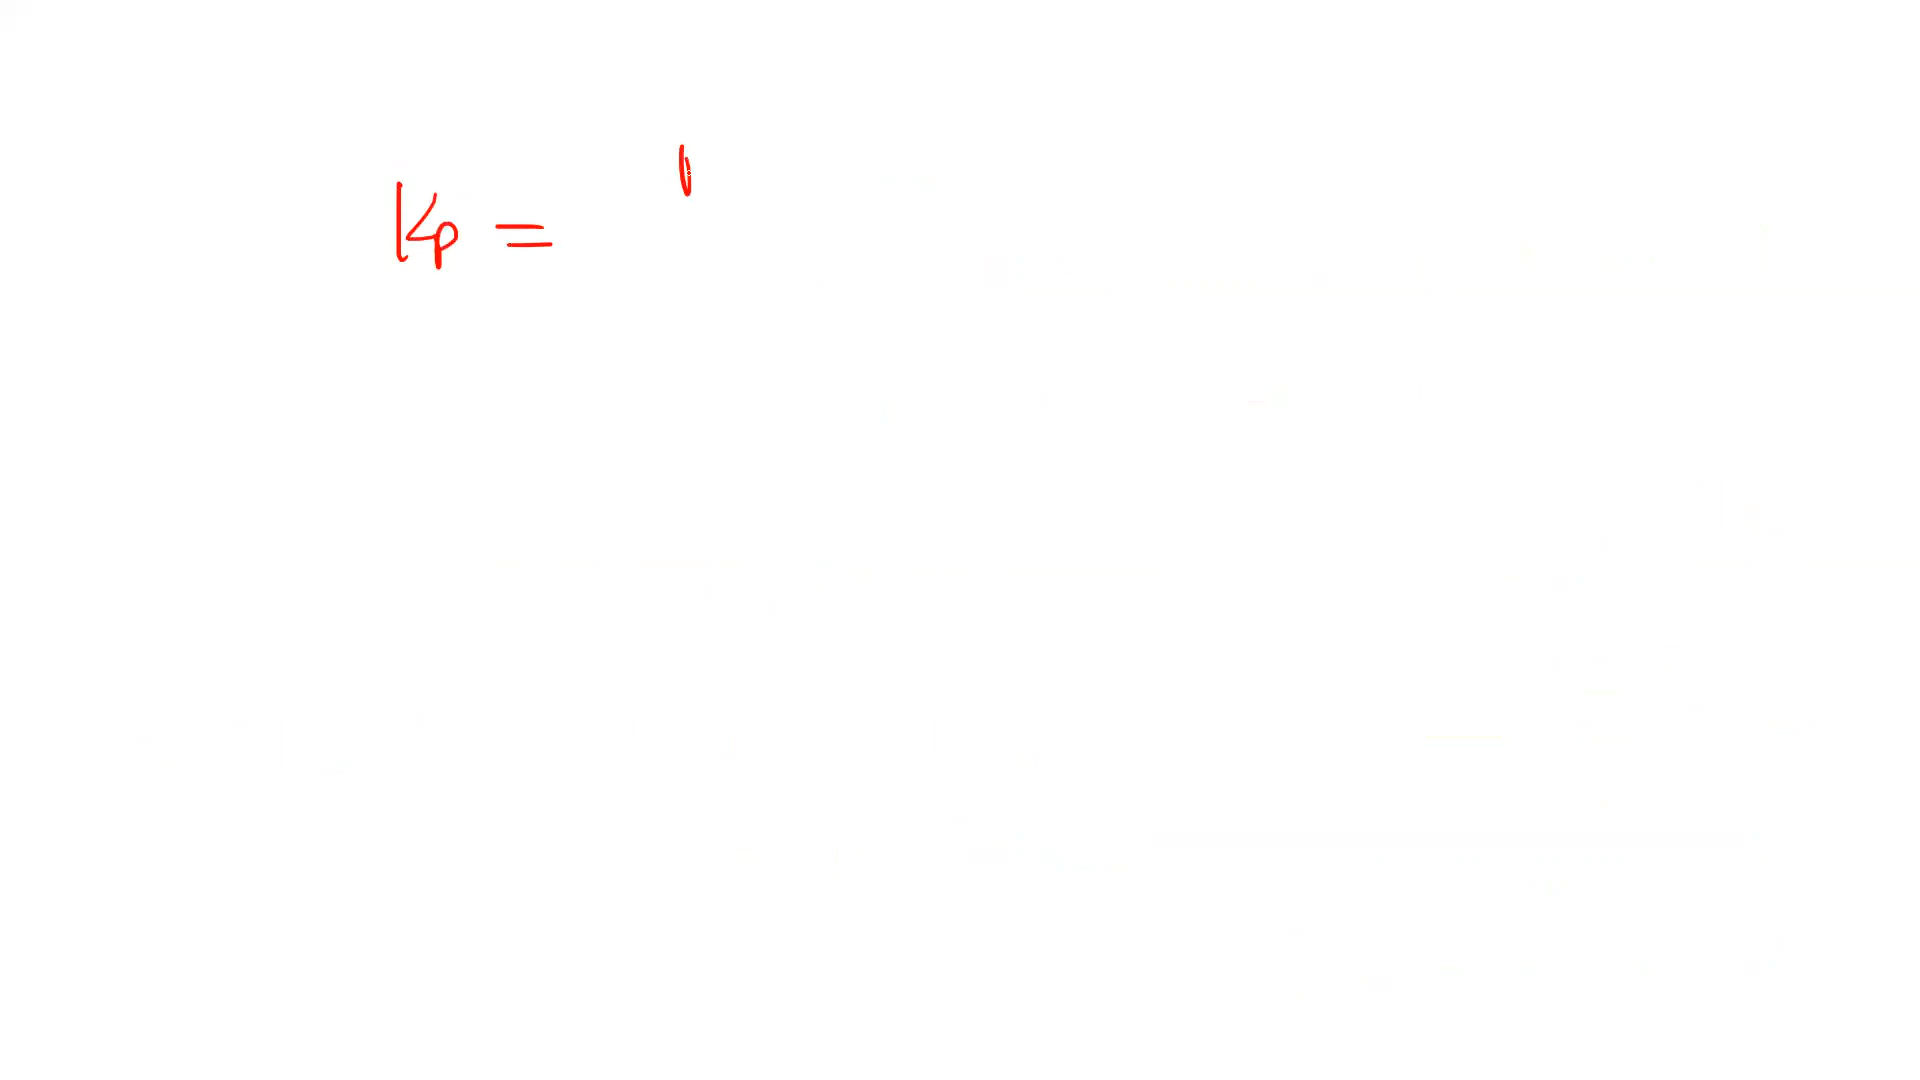 Kp =